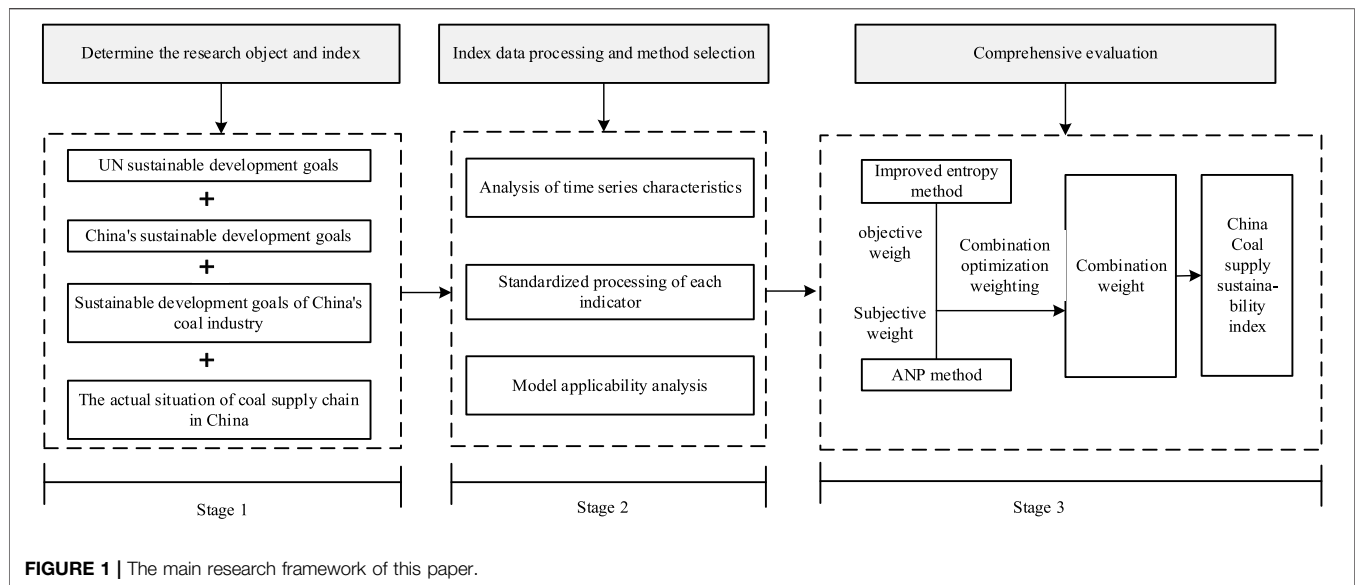 Determine the research object and index
Index data processing and method selection
Comprehensive evaluation
UN sustainable development goals
+
China's sustainable development goals
+
Sustainable development goals of China's
coal industry
+
The actual situation of coal supply chain
in China
Analysis of time series characteristics
Standardized processing of each
indicator
Model applicability analysis
Improved entropy
method
objective
weigh
Subjective
weight
ANP method
Combination
optimization
weighting
Combination
weight
China
Coal
supply
sustaina-
bility
index
Stage 1
Stage 2
Stage 3
FIGURE 1 | The main research framework of this paper.